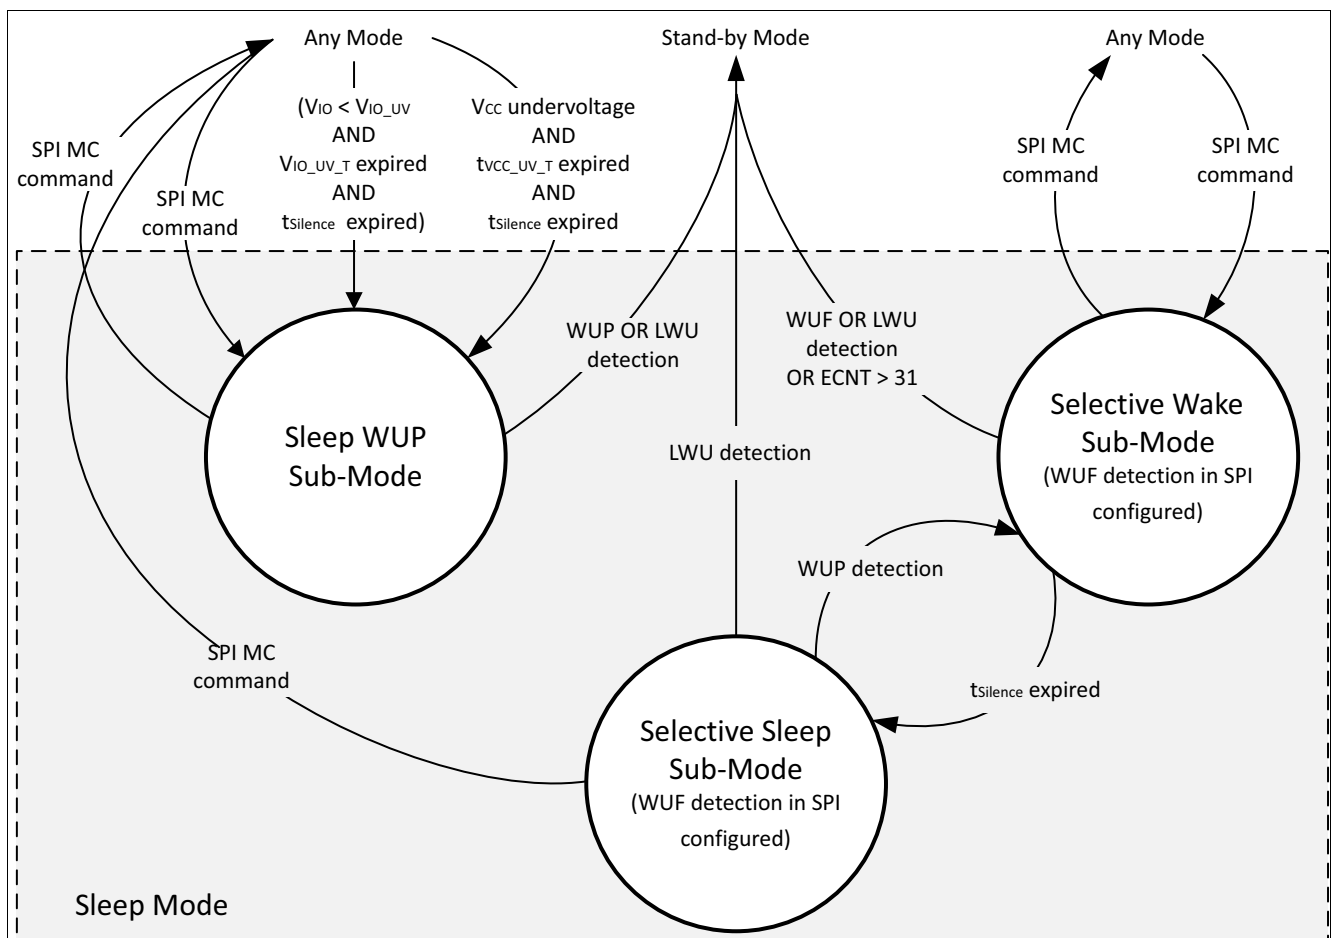 Any Mode
Stand-by Mode
Any Mode
(VIO < VIO_UV
AND
VIO_UV_T expired
AND
tSilence expired)
VCC undervoltage
AND
tVCC_UV_T expired
AND
tSilence expired
SPI MC
command
SPI MC
command
SPI MC
command
SPI MC
command
WUP OR LWU
detection
WUF OR LWU
detection
OR ECNT > 31
Sleep WUP
Sub-Mode
LWU detection
Selective Wake
Sub-Mode
(WUF detection in SPI
configured)
WUP detection
SPI MC
command
tSilence expired
Selective Sleep
Sub-Mode
(WUF detection in SPI
configured)
Sleep Mode